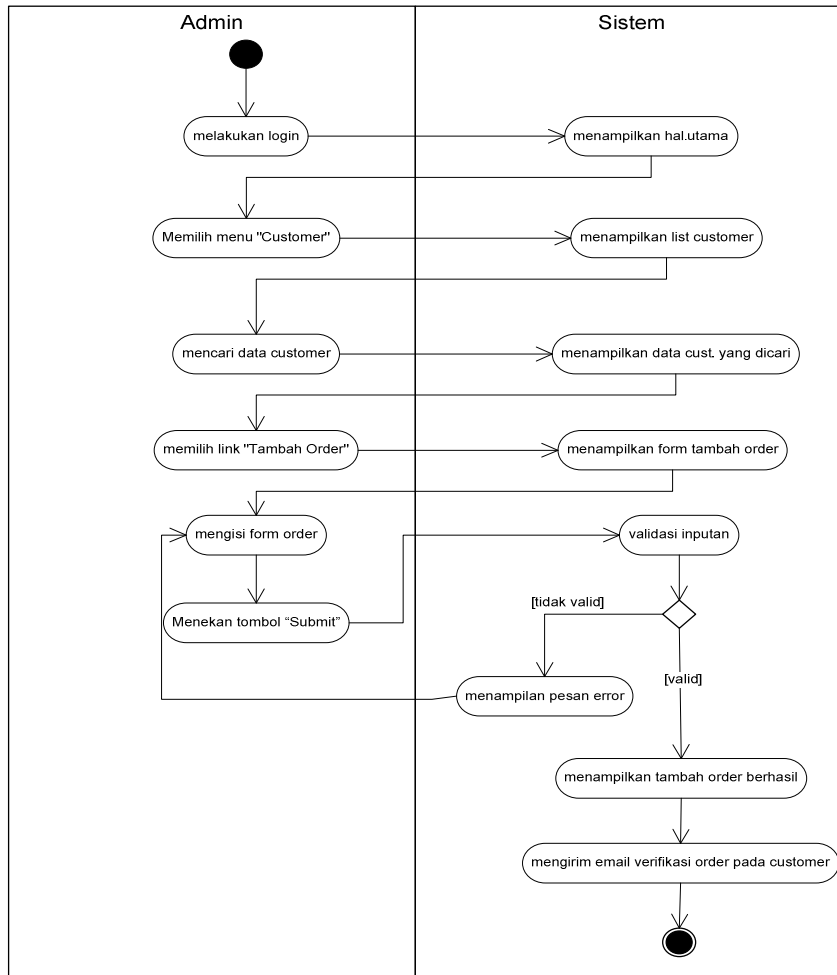 Admin
Sistem
melakukan login
menampilkan hal.utama
Memilih menu "Customer"
menampilkan list customer
mencari data customer
menampilkan data cust. yang dicari
memilih link "Tambah Order"
menampilkan form tambah order
mengisi form order
validasi inputan
[tidak valid]
Menekan tombol “Submit”
[valid]
menampilan pesan error
menampilkan tambah order berhasil
mengirim email verifikasi order pada customer